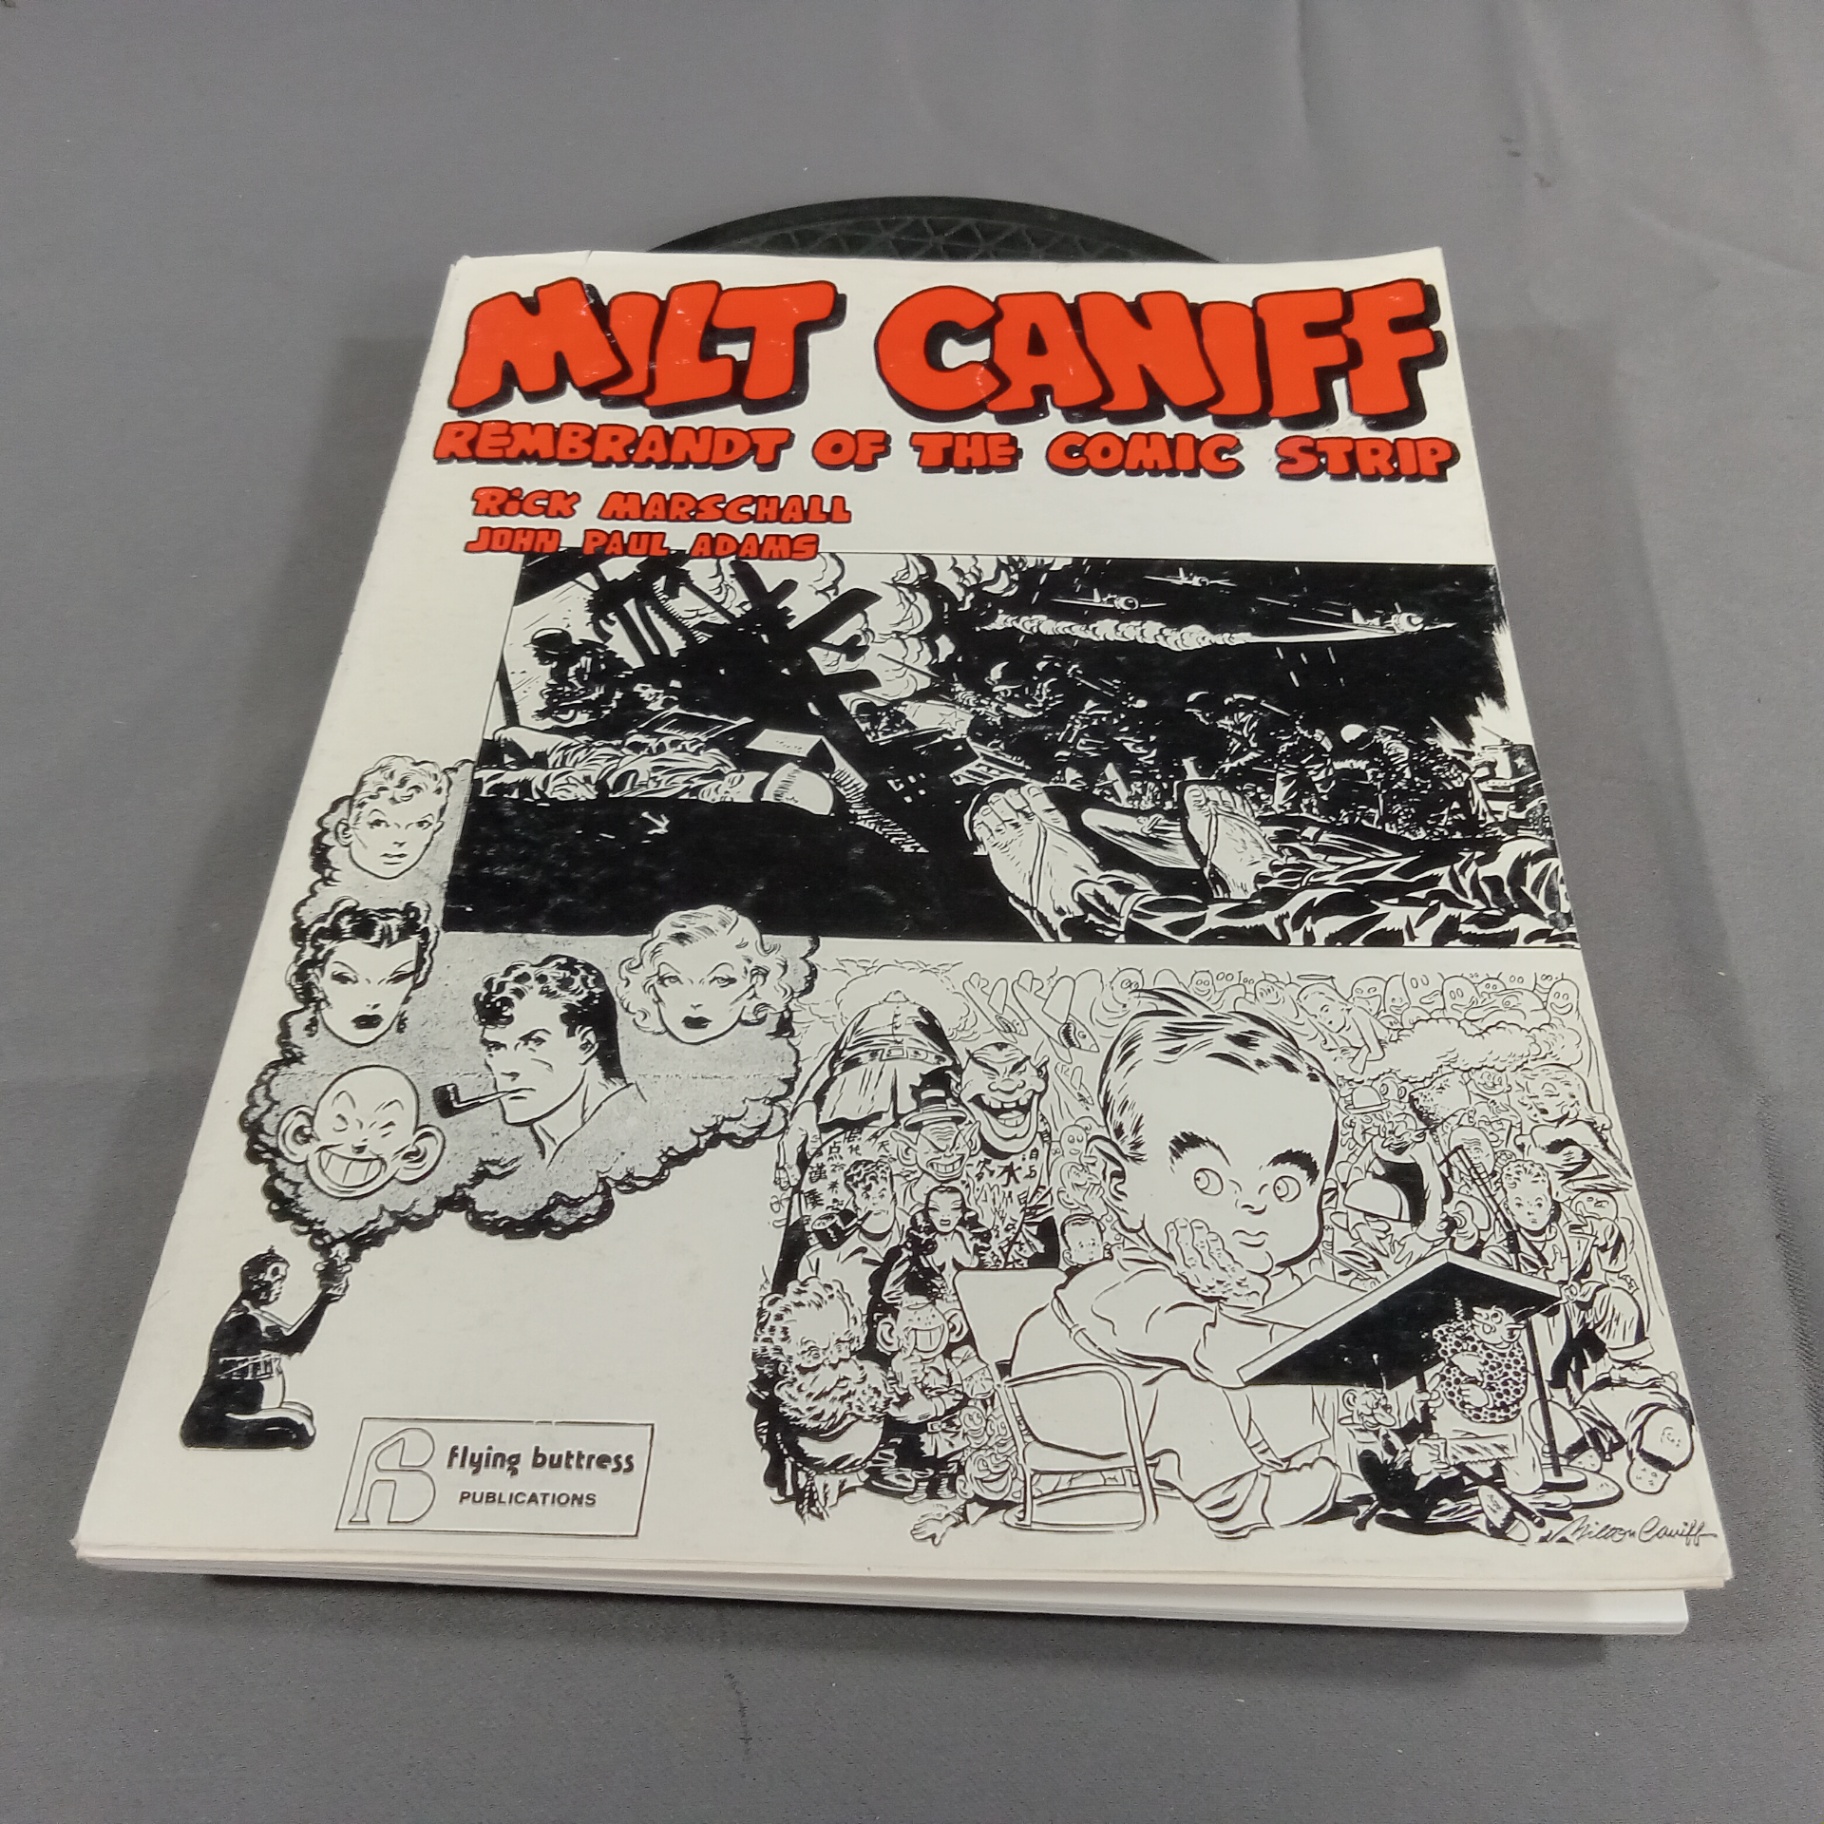 MILT CANIFF
REMBRANDT OF THE COMIC STRIP
RICK MARSCHALL
JOHN PAUL ADAMS
flying buttress
PUBLICATIONS
Milton Caniff